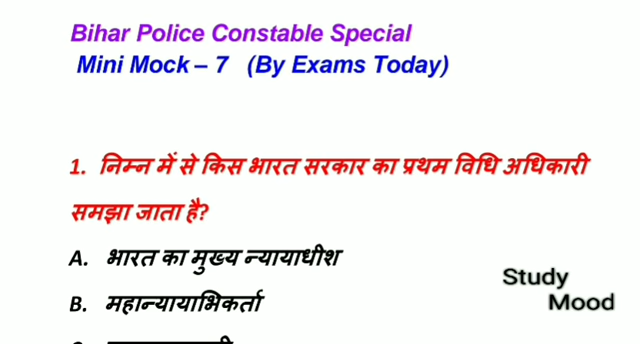 Bihar Police Constable Special
Mini Mock – 7 (By Exams Today)
1. निम्न में से किस भारत सरकार का प्रथम विधि अधिकारी
समझा जाता है?
A. भारत का मुख्य न्यायाधीश
B. महान्यायाभिकर्ता
Study
Mood